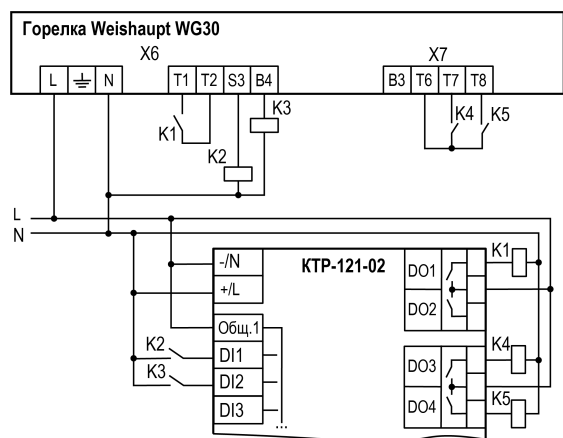 Горелка Weishaupt WG30
X6
X7
L
N
T1
T2
S3
B4
B3
T6
T7
T8
K1
K2
K3
K4
K5
L
N
-/N
+/L
КТР-121-02
Общ.1
DI1
DI2
DI3
...
K2
K3
DO1
DO2
DO3
DO4
K1
K4
K5